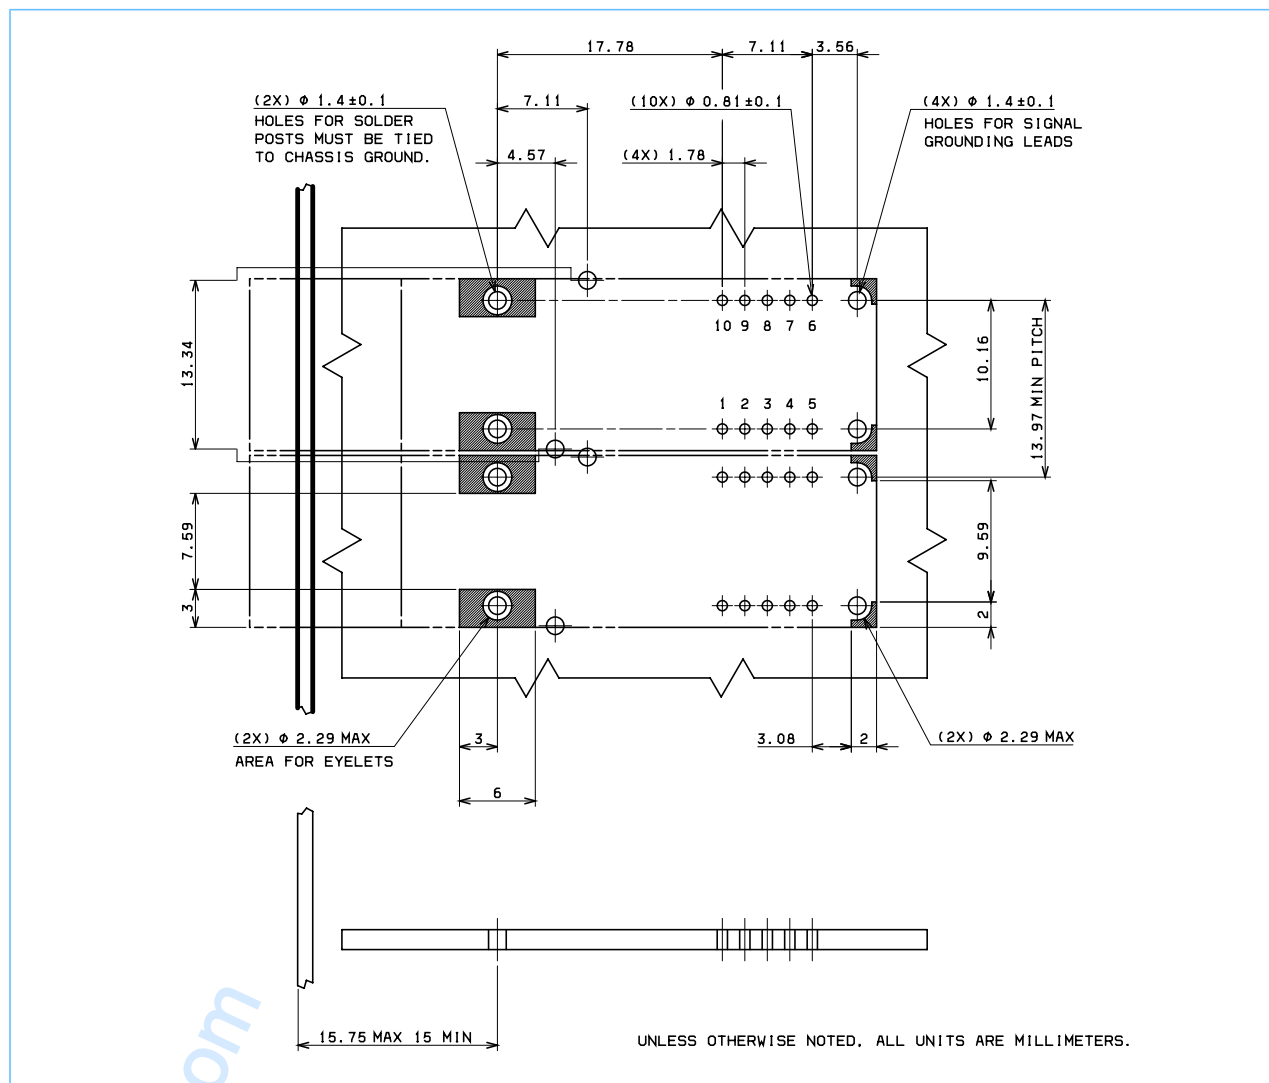 17.78
7.11
3.56
(2X) ϕ 1.4±0.1
HOLES FOR SOLDER
POSTS MUST BE TIED
TO CHASSIS GROUND.
7.11
(10X) ϕ 0.81±0.1
(4X) ϕ 1.4±0.1
HOLES FOR SIGNAL
GROUNDING LEADS
4.57
(4X) 1.78
10 9 8 7 6
13.34
10.16
13.97 MIN PITCH
1 2 3 4 5
7.59
9.59
3
2
(2X) ϕ 2.29 MAX
AREA FOR EYELETS
3
3.08
2
(2X) ϕ 2.29 MAX
6
om
15.75 MAX 15 MIN
UNLESS OTHERWISE NOTED, ALL UNITS ARE MILLIMETERS.